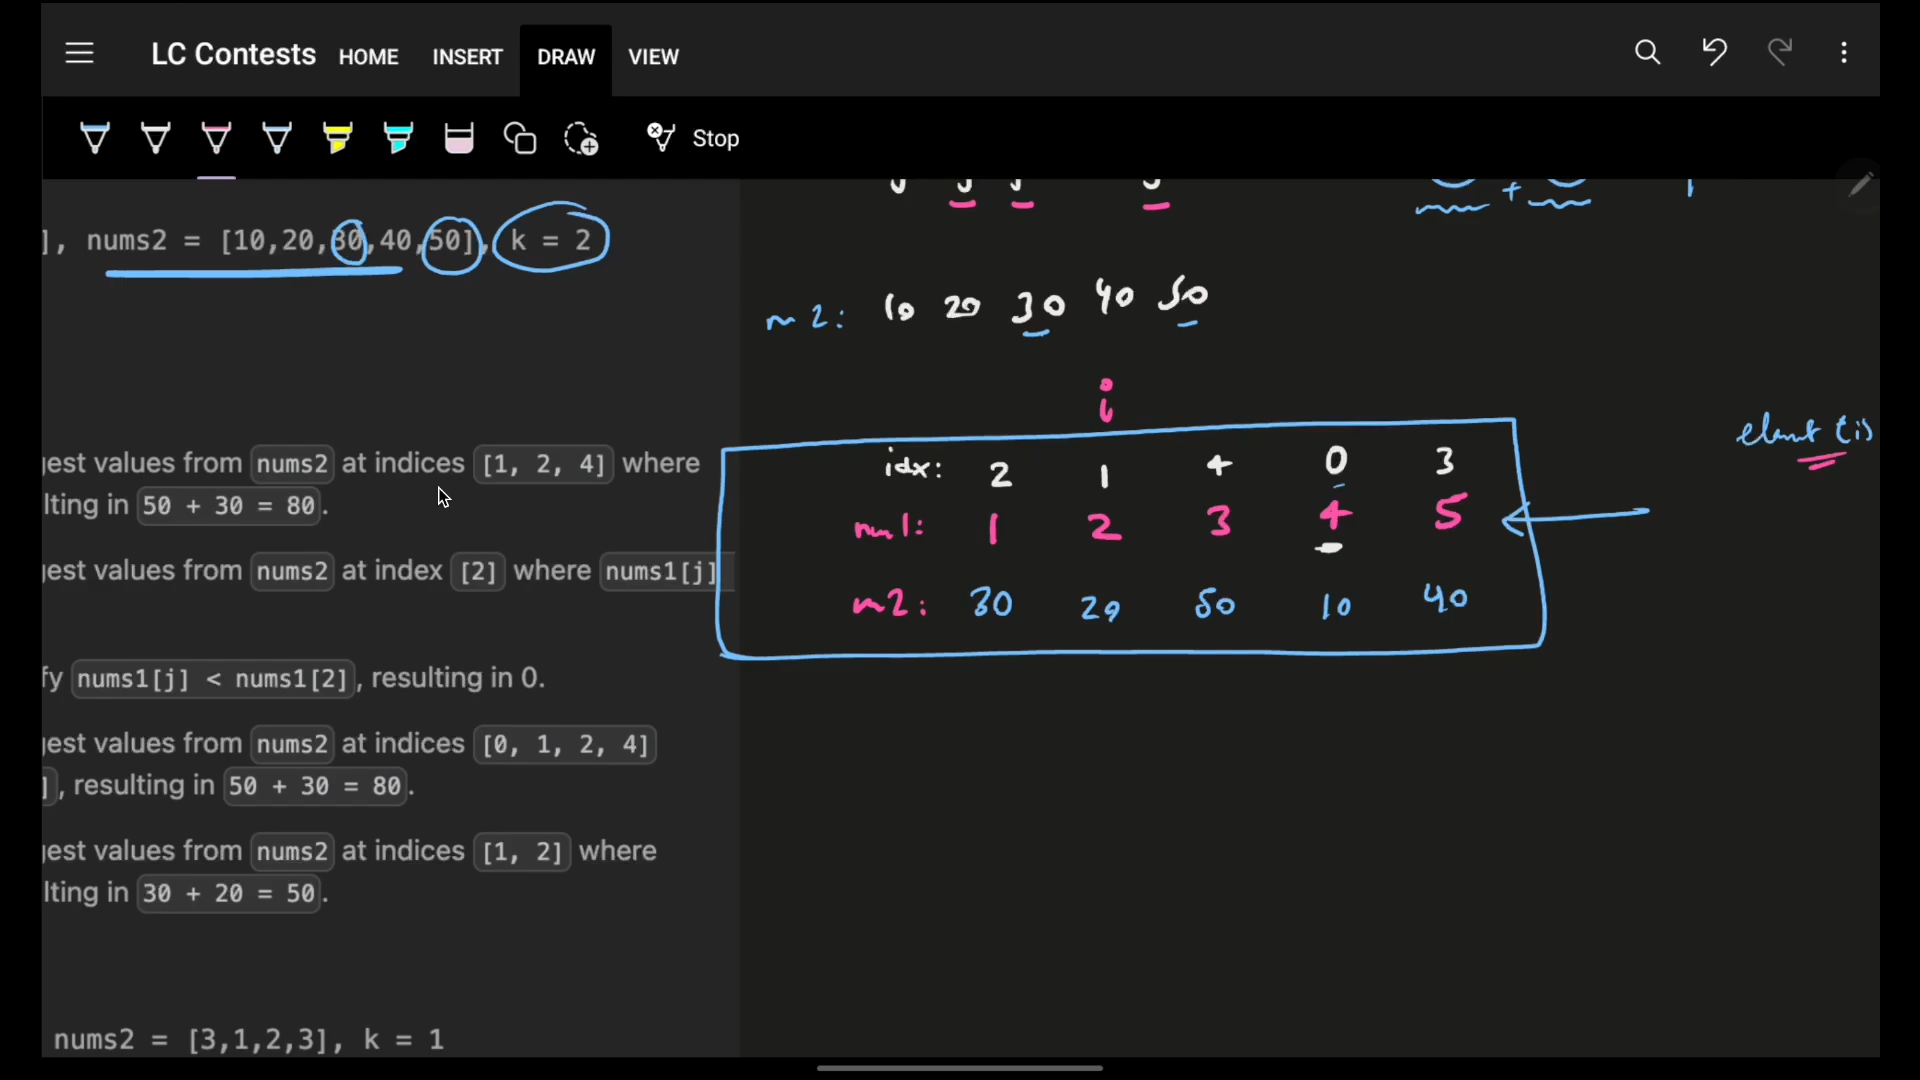 LC Contests HOME INSERT DRAW VIEW
Stop
], nums2 = [10,20,30,40,50], k = 2
gest values from nums2 at indices [1, 2, 4] where
lting in 50 + 30 = 80.
gest values from nums2 at index [2] where nums1[j]
fy nums1[j] < nums1[2], resulting in 0.
gest values from nums2 at indices [0, 1, 2, 4]
], resulting in 50 + 30 = 80.
gest values from nums2 at indices [1, 2] where
lting in 30 + 20 = 50.
nums2 = [3,1,2,3], k = 1
+
n2: 10 20 30 40 50
i
idx: 2 1 4 0 3
num1: 1 2 3 4 5
n2: 30 20 50 10 40